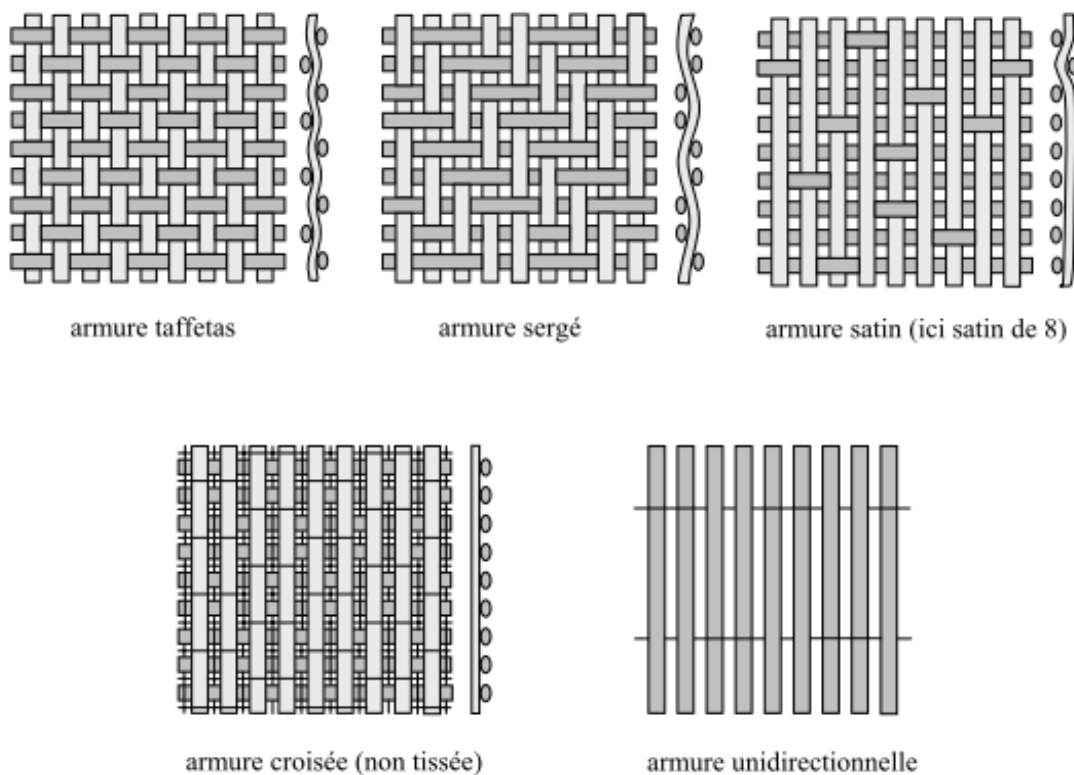 armure taffetas
armure sergé
armure satin (ici satin de 8)
armure croisée (non tissée)
armure unidirectionnelle